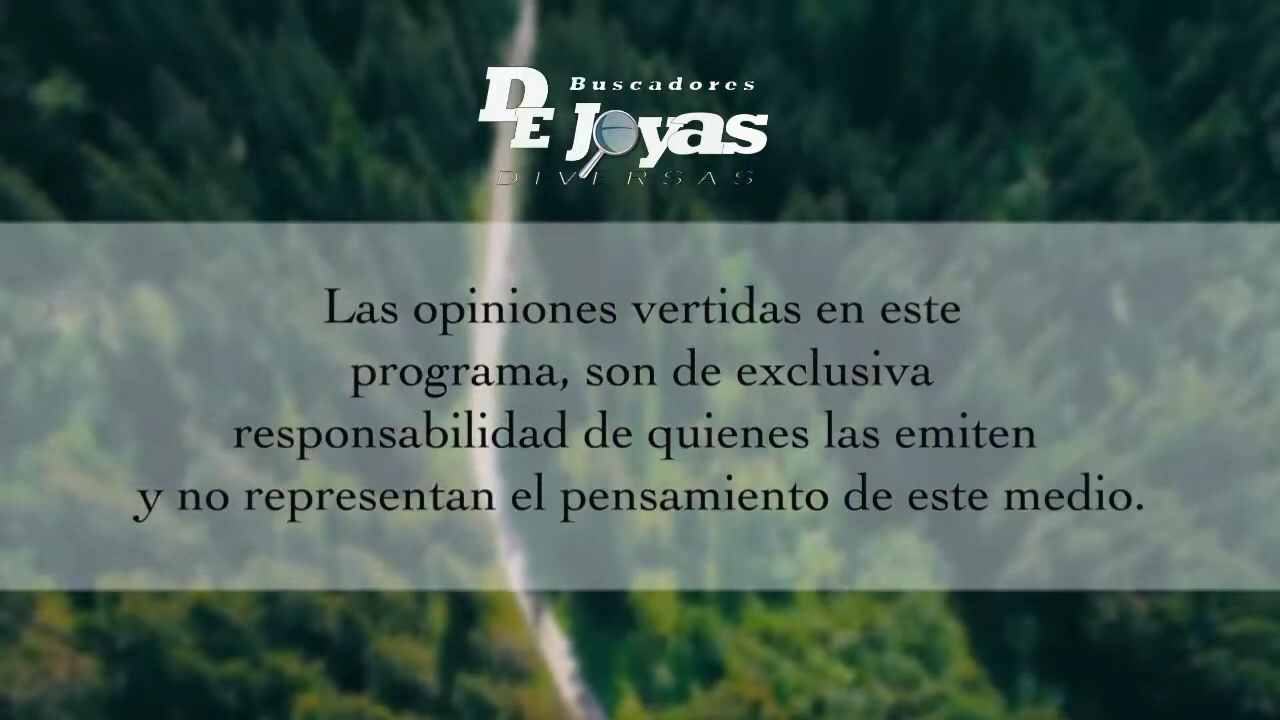 Buscadores
DE Joyas
DIVERSAS
Las opiniones vertidas en este
programa, son de exclusiva
responsabilidad de quienes las emiten
y no representan el pensamiento de este medio.